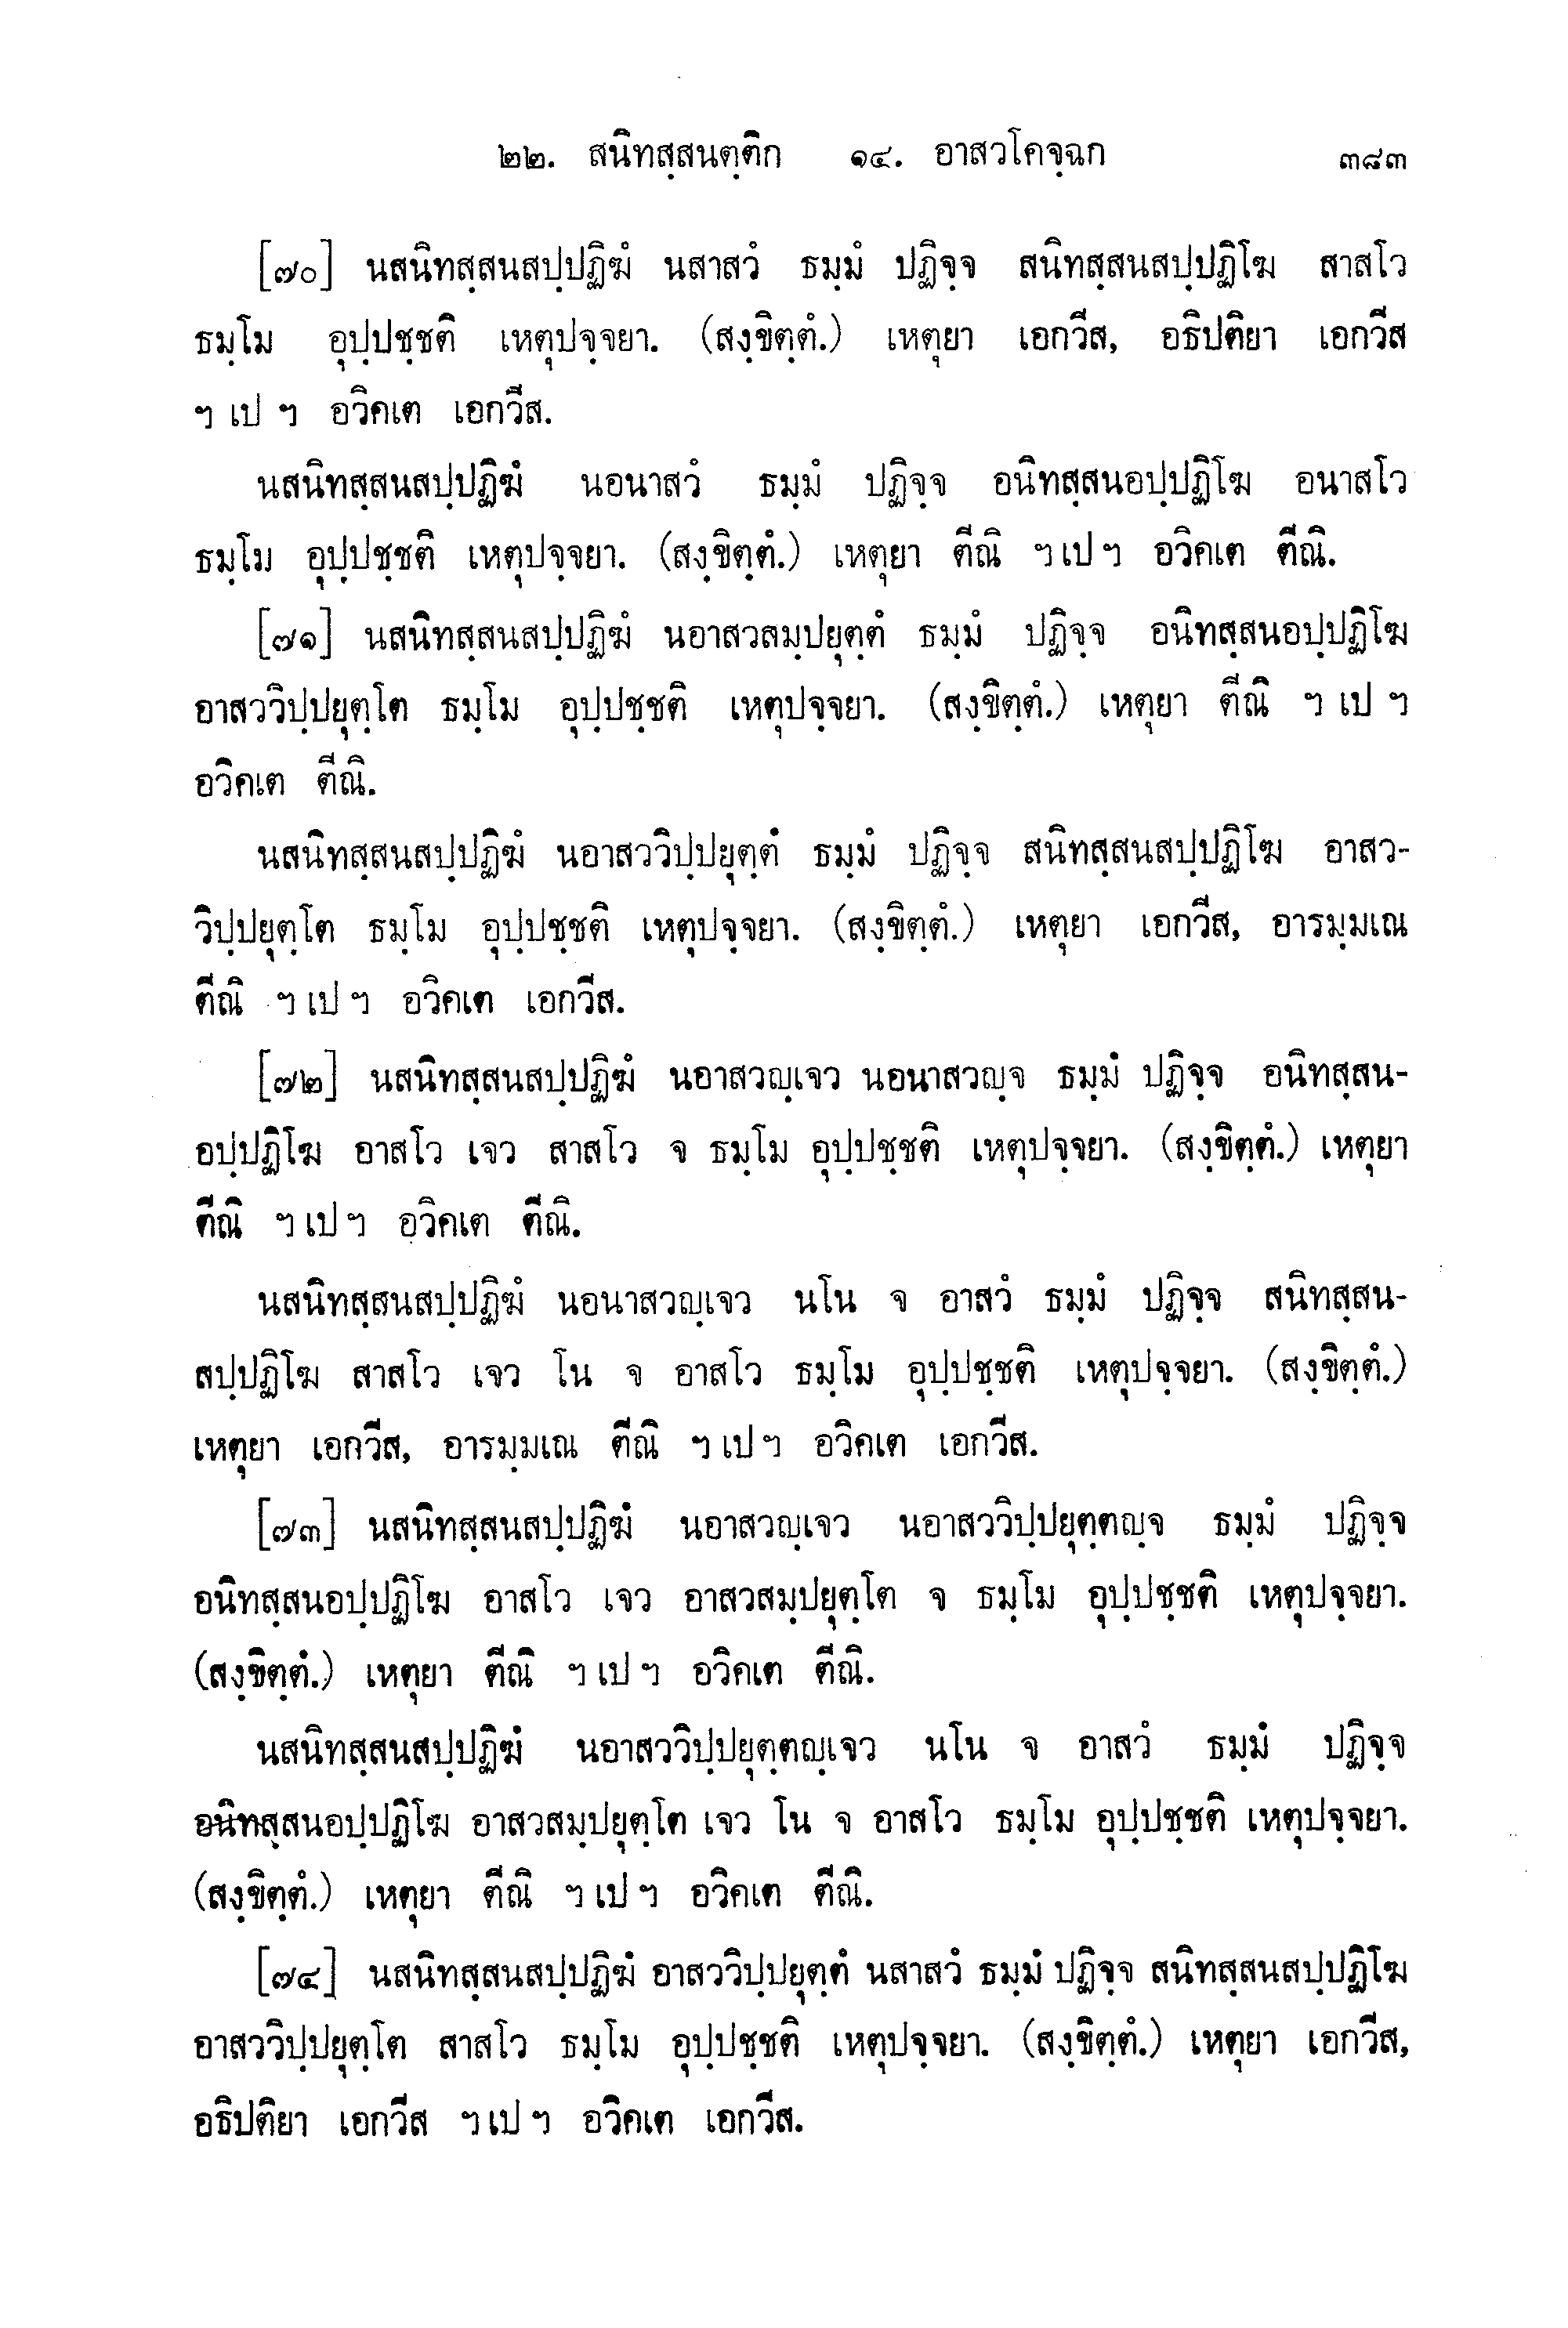 ๒๒. สนิทสฺสนตฺติก ๑๔. อาสวโคจฺฉก ๓๘๓
[๗๐] นสนิทสฺสนสปฺปฏิฆํ นสาสวํ ธมฺมํ ปฏิจฺจ สนิทสฺสนสปฺปฏิโฆ สาสโว
ธมฺโม อุปฺปชฺชติ เหตุปจฺจยา. (สงฺขิตฺตํ.) เหตุยา เอกวีส, อธิปติยา เอกวีส
ฯ เป ฯ อวิคเต เอกวีส.
นสนิทสฺสนสปฺปฏิฆํ นอนาสวํ ธมฺมํ ปฏิจฺจ อนิทสฺสนอปฺปฏิโฆ อนาสโว
ธมฺโม อุปฺปชฺชติ เหตุปจฺจยา. (สงฺขิตฺตํ.) เหตุยา ตีณิ ฯ เป ฯ อวิคเต ตีณิ.
[๗๑] นสนิทสฺสนสปฺปฏิฆํ นอาสวสมฺปยุตฺตํ ธมฺมํ ปฏิจฺจ อนิทสฺสนอปฺปฏิโฆ
อาสววิปฺปยุตฺโต ธมฺโม อุปฺปชฺชติ เหตุปจฺจยา. (สงฺขิตฺตํ.) เหตุยา ตีณิ ฯ เป ฯ
อวิคเต ตีณิ.
นสนิทสฺสนสปฺปฏิฆํ นอาสววิปฺปยุตฺตํ ธมฺมํ ปฏิจฺจ สนิทสฺสนสปฺปฏิโฆ อาสว-
วิปฺปยุตฺโต ธมฺโม อุปฺปชฺชติ เหตุปจฺจยา. (สงฺขิตฺตํ.) เหตุยา เอกวีส, อารมฺมเณ
ตีณิ ฯ เป ฯ อวิคเต เอกวีส.
[๗๒] นสนิทสฺสนสปฺปฏิฆํ นอาสวญฺเจว นอนาสวญฺจ ธมฺมํ ปฏิจฺจ อนิทสฺสน-
อปฺปฏิโฆ อาสโว เจว สาสโว จ ธมฺโม อุปฺปชฺชติ เหตุปจฺจยา. (สงฺขิตฺตํ.) เหตุยา
ตีณิ ฯ เป ฯ อวิคเต ตีณิ.
นสนิทสฺสนสปฺปฏิฆํ นอนาสวญฺเจว นโน จ อาสวํ ธมฺมํ ปฏิจฺจ สนิทสฺสน-
สปฺปฏิโฆ สาสโว เจว โน จ อาสโว ธมฺโม อุปฺปชฺชติ เหตุปจฺจยา. (สงฺขิตฺตํ.)
เหตุยา เอกวีส, อารมฺมเณ ตีณิ ฯ เป ฯ อวิคเต เอกวีส.
[๗๓] นสนิทสฺสนสปฺปฏิฆํ นอาสวญฺเจว นอาสววิปฺปยุตฺตญฺจ ธมฺมํ ปฏิจฺจ
อนิทสฺสนอปฺปฏิโฆ อาสโว เจว อาสวสมฺปยุตฺโต จ ธมฺโม อุปฺปชฺชติ เหตุปจฺจยา.
(สงฺขิตฺตํ.) เหตุยา ตีณิ ฯ เป ฯ อวิคเต ตีณิ.
นสนิทสฺสนสปฺปฏิฆํ นอาสววิปฺปยุตฺตญฺเจว นโน จ อาสวํ ธมฺมํ ปฏิจฺจ
อนิทสฺสนอปฺปฏิโฆ อาสวสมฺปยุตฺโต เจว โน จ อาสโว ธมฺโม อุปฺปชฺชติ เหตุปจฺจยา.
(สงฺขิตฺตํ.) เหตุยา ตีณิ ฯ เป ฯ อวิคเต ตีณิ.
[๗๔] นสนิทสฺสนสปฺปฏิฆํ อาสววิปฺปยุตฺตํ นสาสวํ ธมฺมํ ปฏิจฺจ สนิทสฺสนสปฺปฏิโฆ
อาสววิปฺปยุตฺโต สาสโว ธมฺโม อุปฺปชฺชติ เหตุปจฺจยา. (สงฺขิตฺตํ.) เหตุยา เอกวีส,
อธิปติยา เอกวีส ฯ เป ฯ อวิคเต เอกวีส.